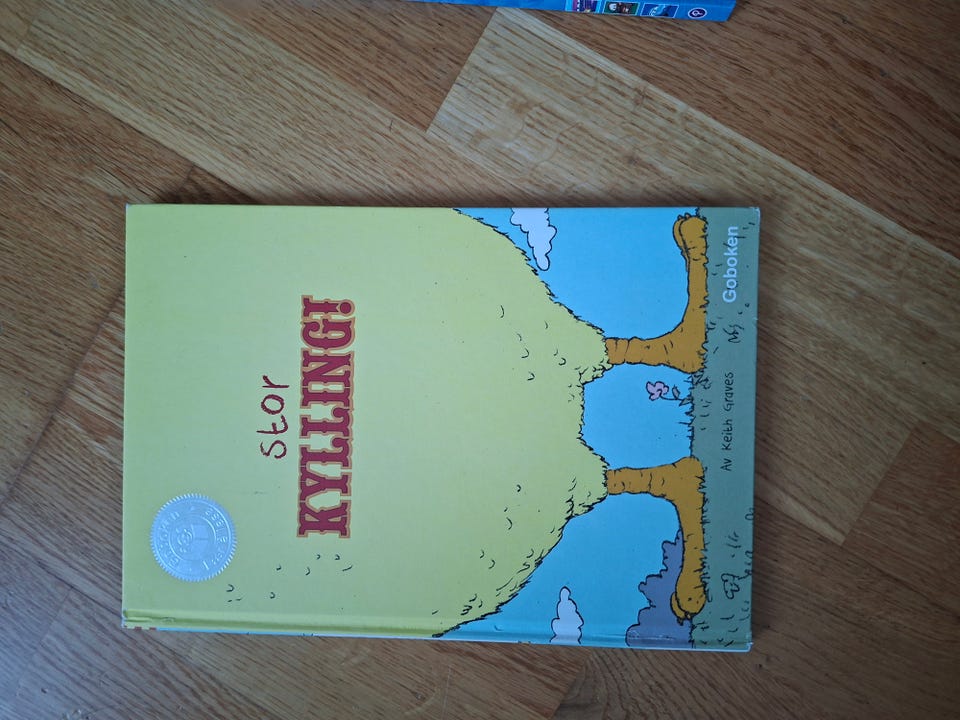 stor
KYLLING!
Av Keith Graves
Goboken